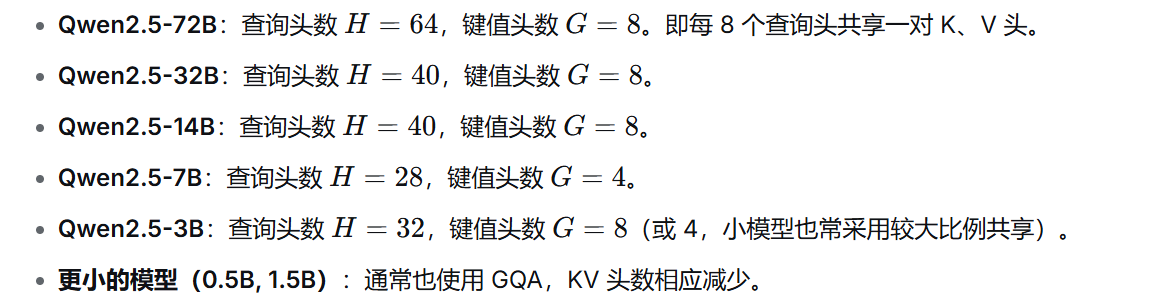 Qwen2.5-72B：查询头数 H = 64，键值头数 G = 8。即每 8 个查询头共享一对 K、V 头。
Qwen2.5-32B：查询头数 H = 40，键值头数 G = 8。
Qwen2.5-14B：查询头数 H = 40，键值头数 G = 8。
Qwen2.5-7B：查询头数 H = 28，键值头数 G = 4。
Qwen2.5-3B：查询头数 H = 32，键值头数 G = 8（或 4，小模型也常采用较大比例共享）。
更小的模型（0.5B, 1.5B）：通常也使用 GQA，KV 头数相应减少。